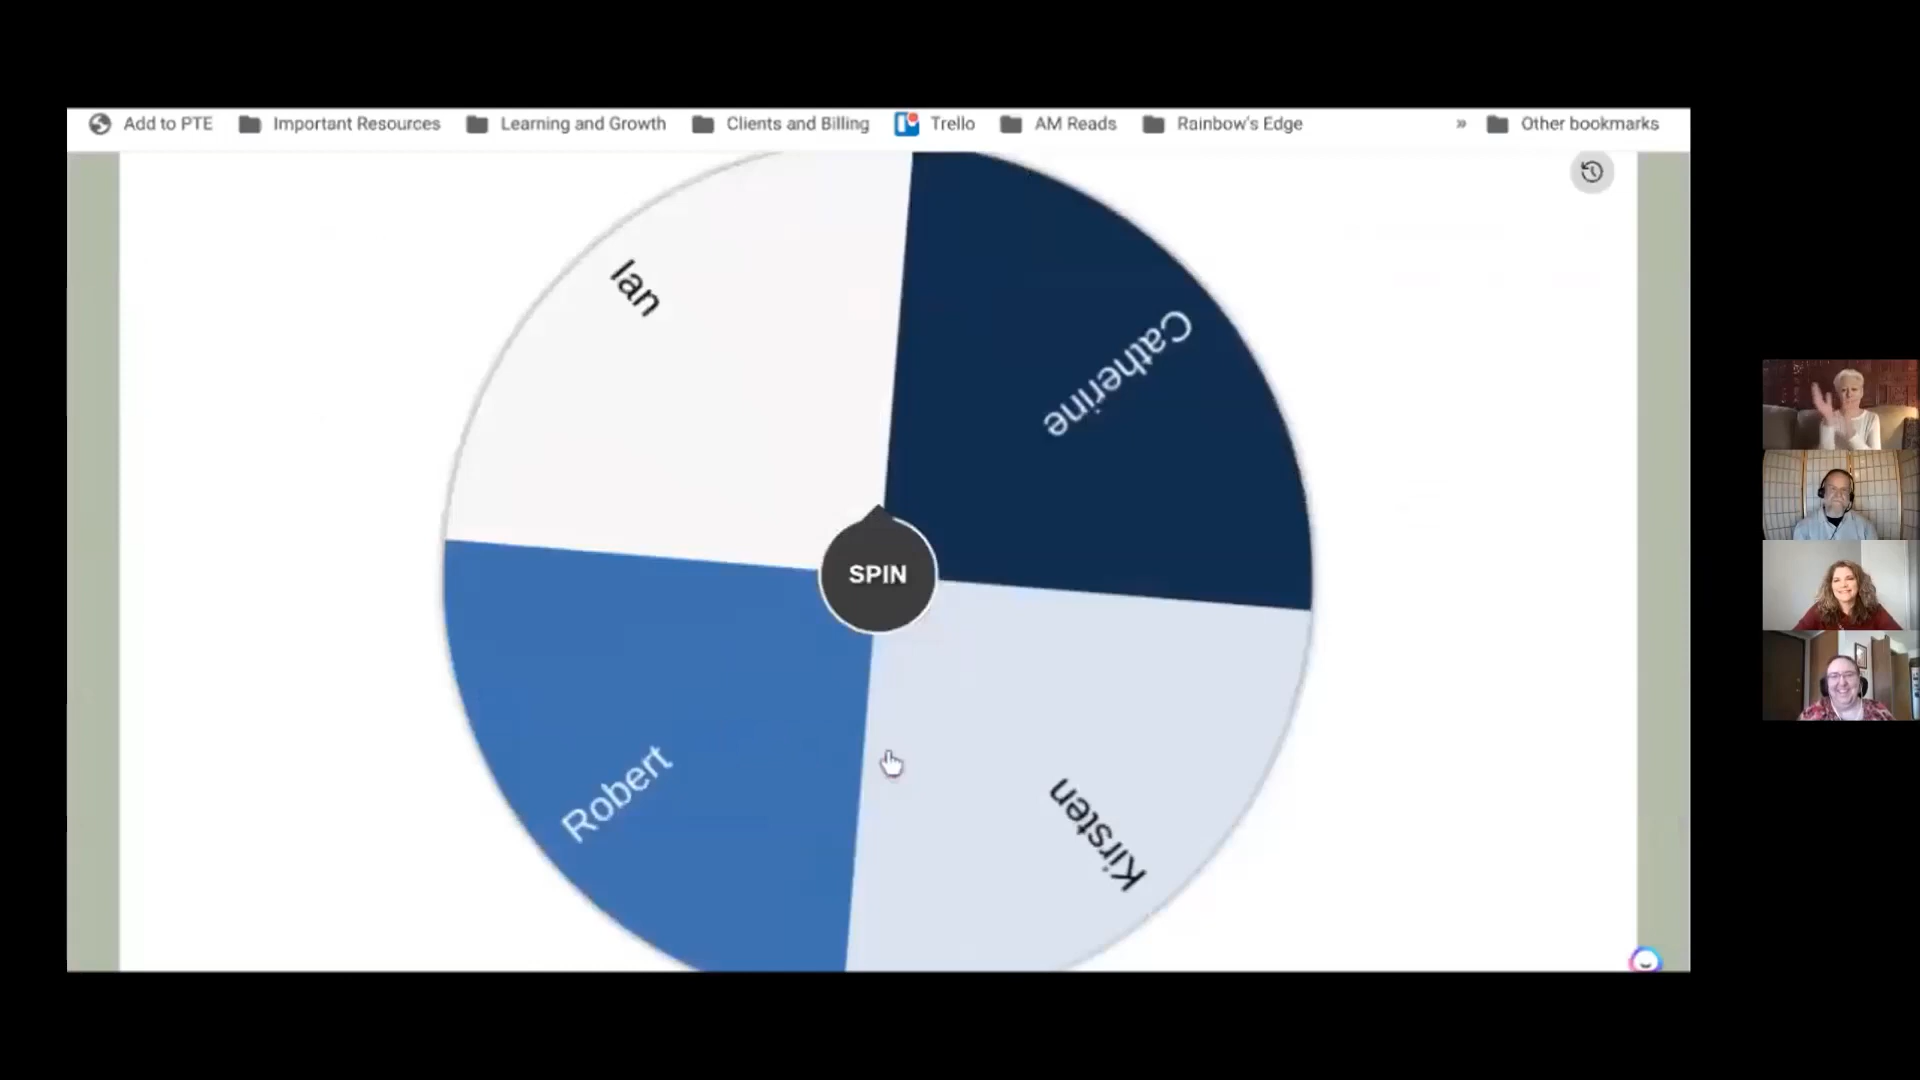 Add to PTE Important Resources Learning and Growth Clients and Billing Trello AM Reads Rainbow's Edge » Other bookmarks
Ian
Catherine
SPIN
Robert
Kirsten